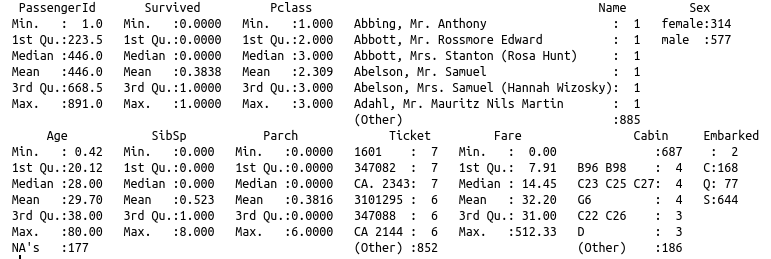 PassengerId      Survived          Pclass                                             Name          Sex
Min.   :  1.0   Min.   :0.0000   Min.   :1.000   Abbing, Mr. Anthony                  :  1   female:314
1st Qu.:223.5   1st Qu.:0.0000   1st Qu.:2.000   Abbott, Mr. Rossmore Edward          :  1   male  :577
Median :446.0   Median :0.0000   Median :3.000   Abbott, Mrs. Stanton (Rosa Hunt)     :  1
Mean   :446.0   Mean   :0.3838   Mean   :2.309   Abelson, Mr. Samuel                  :  1
3rd Qu.:668.5   3rd Qu.:1.0000   3rd Qu.:3.000   Abelson, Mrs. Samuel (Hannah Wizosky):  1
Max.   :891.0   Max.   :1.0000   Max.   :3.000   Adahl, Mr. Mauritz Nils Martin       :  1
(Other)                              :885
     Age            SibSp           Parch             Ticket         Fare                Cabin     Embarked
Min.   : 0.42   Min.   :0.000   Min.   :0.0000   1601    :  7   Min.   :  0.00              :687    :  2
1st Qu.:20.12   1st Qu.:0.000   1st Qu.:0.0000   347082  :  7   1st Qu.:  7.91   B96 B98    :  4   C:168
Median :28.00   Median :0.000   Median :0.0000   CA. 2343:  7   Median : 14.45   C23 C25 C27:  4   Q: 77
Mean   :29.70   Mean   :0.523   Mean   :0.3816   3101295 :  6   Mean   : 32.20   G6         :  4   S:644
3rd Qu.:38.00   3rd Qu.:1.000   3rd Qu.:0.0000   347088  :  6   3rd Qu.: 31.00   C22 C26    :  3
Max.   :80.00   Max.   :8.000   Max.   :6.0000   CA 2144 :  6   Max.   :512.33   D          :  3
NA's   :177                                      (Other) :852                    (Other)    :186